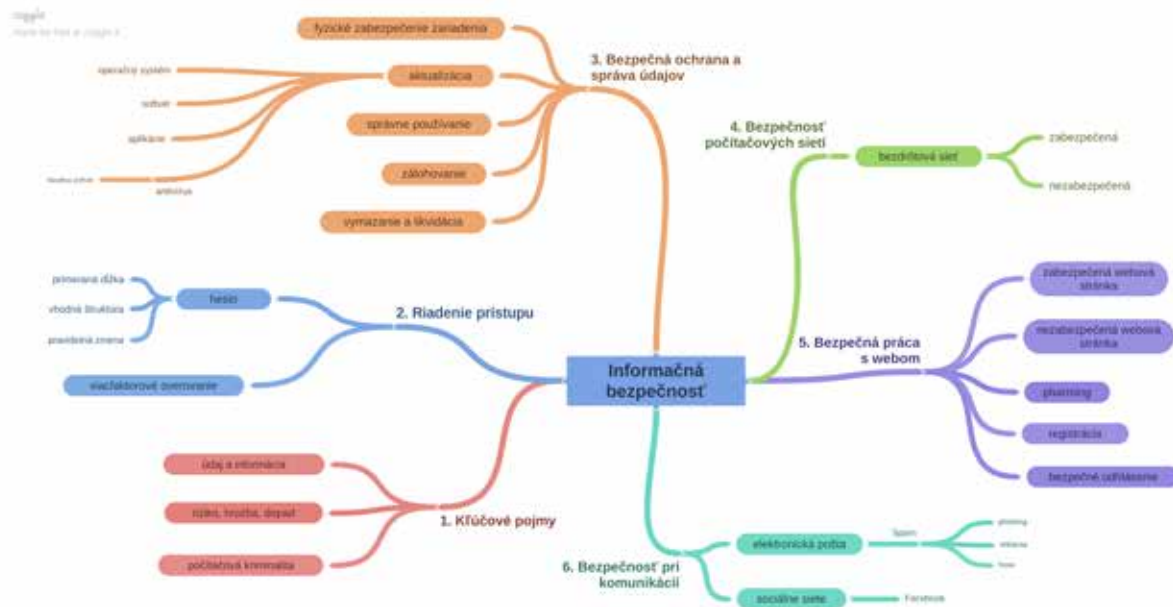 coggle
fyzické zabezpečenie zariadenia
3. Bezpečná ochrana a
správa údajov
operačný systém
aktualizácia
softvér
aplikácie
antivírus
správne používanie
zálohovanie
vymazanie a likvidácia
4. Bezpečnosť
počítačových sietí
bezdrôtová sieť
zabezpečená
nezabezpečená
primeraná dĺžka
vhodná štruktúra
pravidelná zmena
heslo
2. Riadenie prístupu
viacfaktorové overovanie
Informačná
bezpečnosť
5. Bezpečná práca
s webom
zabezpečená webová
stránka
nezabezpečená webová
stránka
pharming
registrácia
bezpečné odhlásenie
údaj a informácia
riziko, hrozba, dopad
počítačová kriminalita
1. Kľúčové pojmy
6. Bezpečnosť pri
komunikácii
elektronická pošta
Spam
phishing
hoax
sociálne siete
Facebook